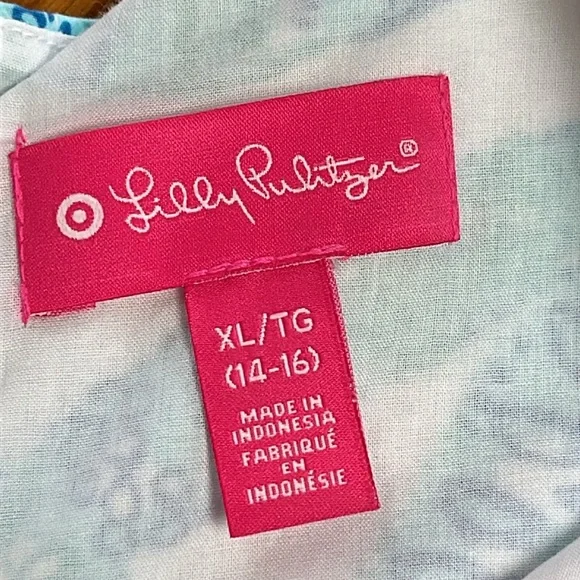 Lilly Pulitzer®
XL/TG
(14-16)
MADE IN
INDONESIA
FABRIQUÉ
EN
INDONÉSIE